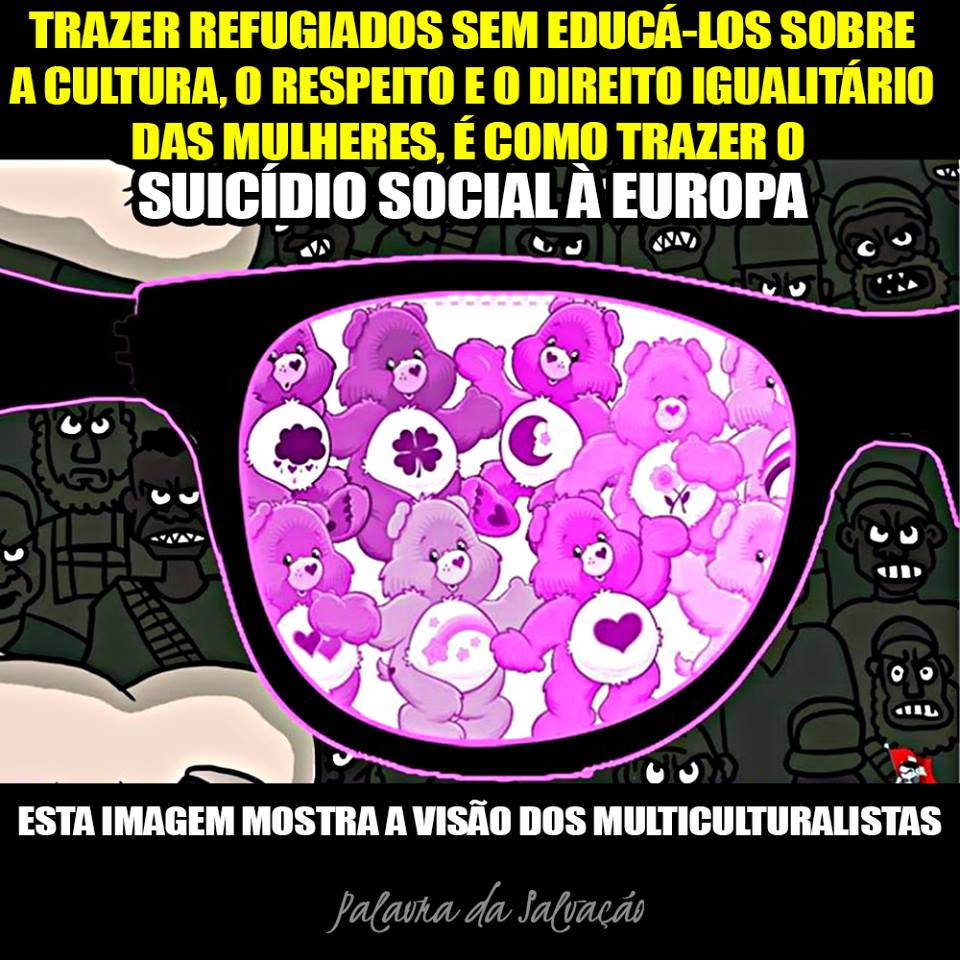 TRAZER REFUGIADOS SEM EDUCÁ-LOS SOBRE
A CULTURA, O RESPEITO E O DIREITO IGUALITÁRIO
DAS MULHERES, É COMO TRAZER O
SUICÍDIO SOCIAL À EUROPA
ESTA IMAGEM MOSTRA A VISÃO DOS MULTICULTURALISTAS
Palavra da Salvação